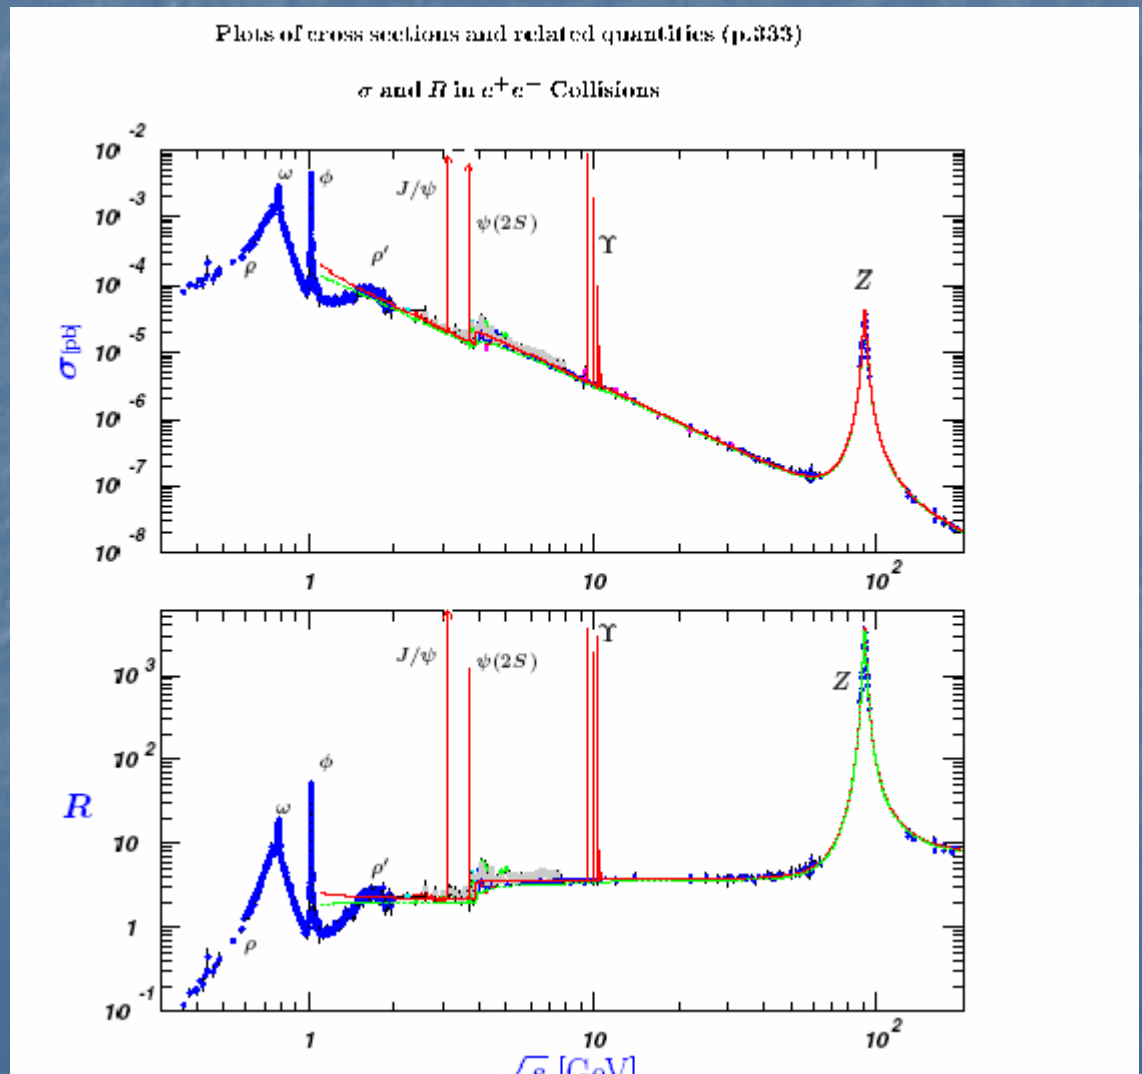 Plots of cross sections and related quantities (p.333)
σ and R in e⁺e⁻ Collisions
10⁻²
10⁻³
10⁻⁴
10⁻⁵
10⁻⁶
10⁻⁷
10⁻⁸
σ[pb]
ω
φ
ρ
ρ′
J/ψ
ψ(2S)
ϒ
Z
1
10
10²
10³
10²
10
1
10⁻¹
R
ω
φ
ρ
ρ′
J/ψ
ψ(2S)
ϒ
Z
1
10
10²
√s [GeV]